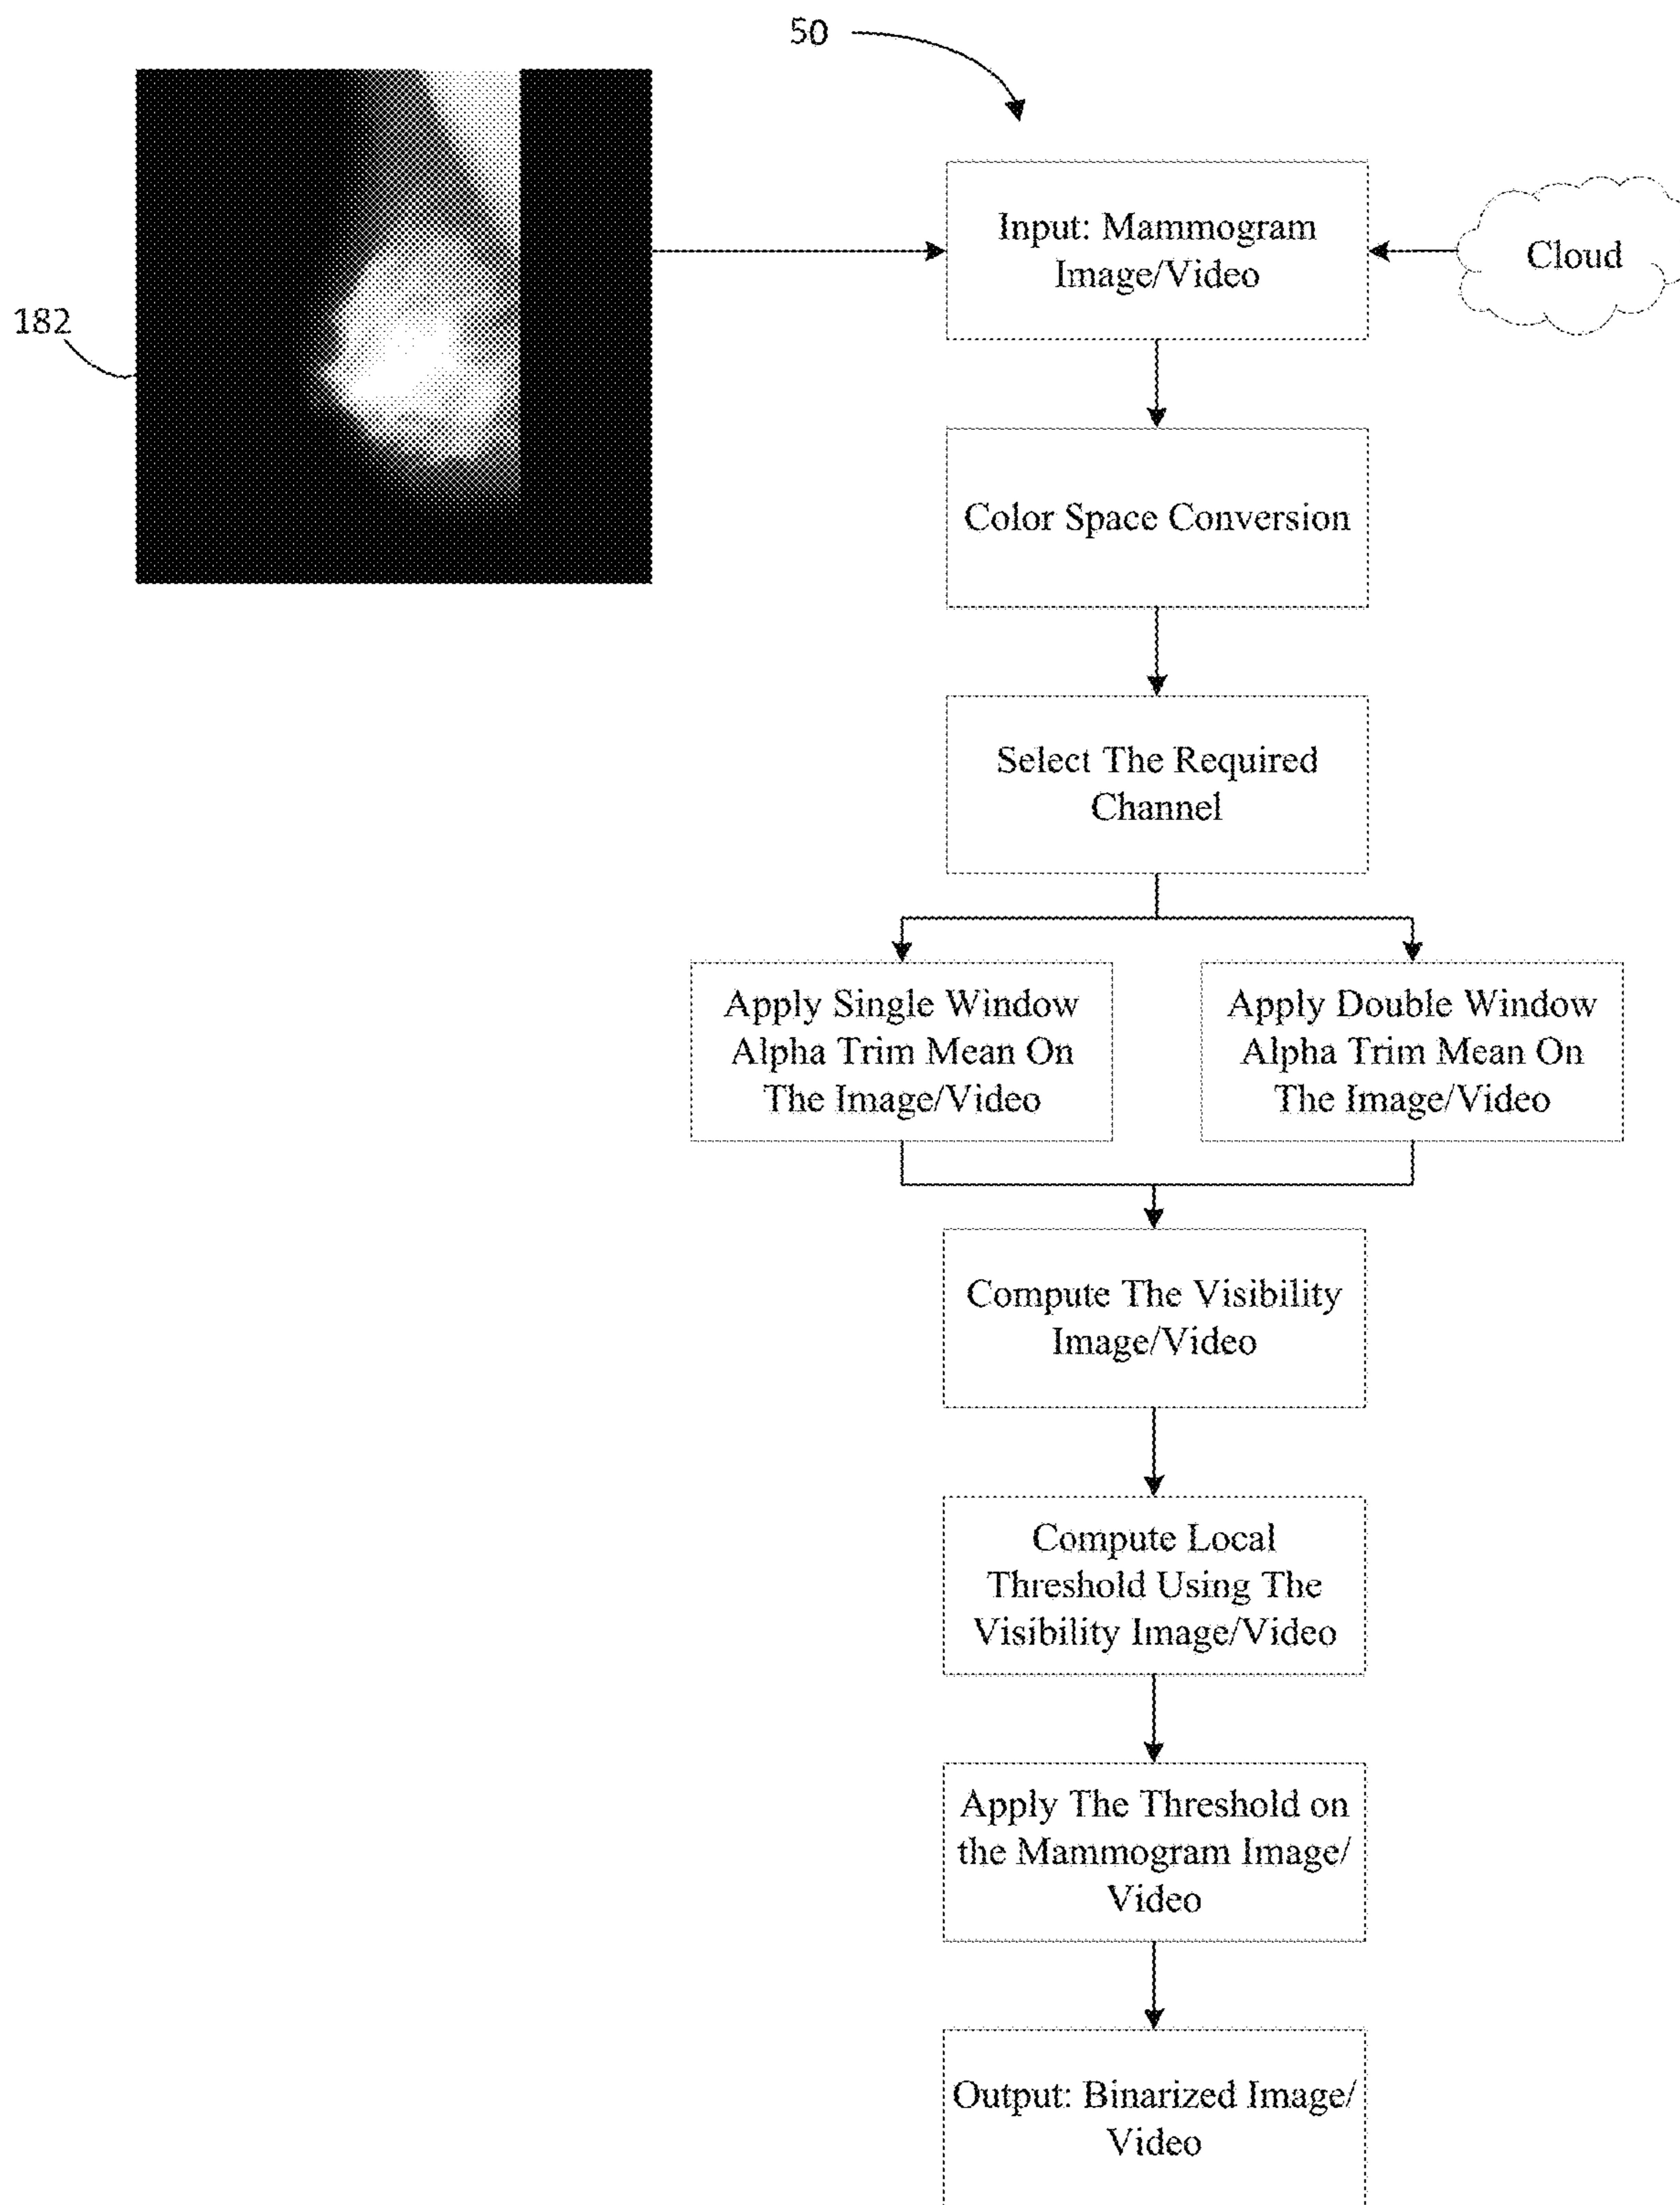 50
182
Input: Mammogram
Image/Video
Cloud
Color Space Conversion
Select The Required
Channel
Apply Single Window
Alpha Trim Mean On
The Image/Video
Apply Double Window
Alpha Trim Mean On
The Image/Video
Compute The Visibility
Image/Video
Compute Local
Threshold Using The
Visibility Image/Video
Apply The Threshold on
the Mammogram Image/
Video
Output: Binarized Image/
Video